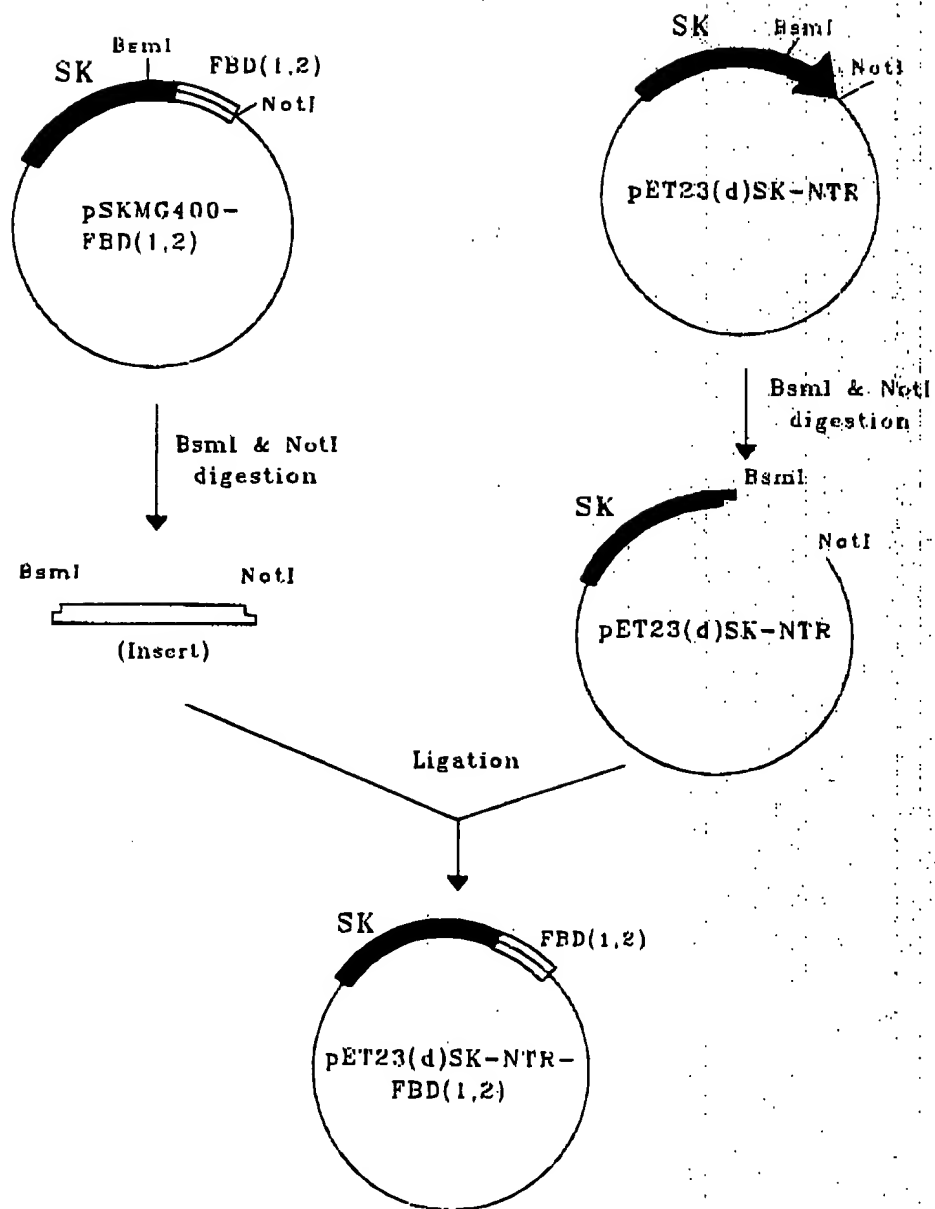 SK
BsmI
FBD(1,2)
NotI
pSKMG400-
FBD(1,2)
SK
BsmI
NotI
pET23(d)SK-NTR
BsmI & NotI
digestion
BsmI & NotI
digestion
BsmI
NotI
(Insert)
SK
BsmI
NotI
pET23(d)SK-NTR
Ligation
SK
FBD(1,2)
pET23(d)SK-NTR-
FBD(1,2)